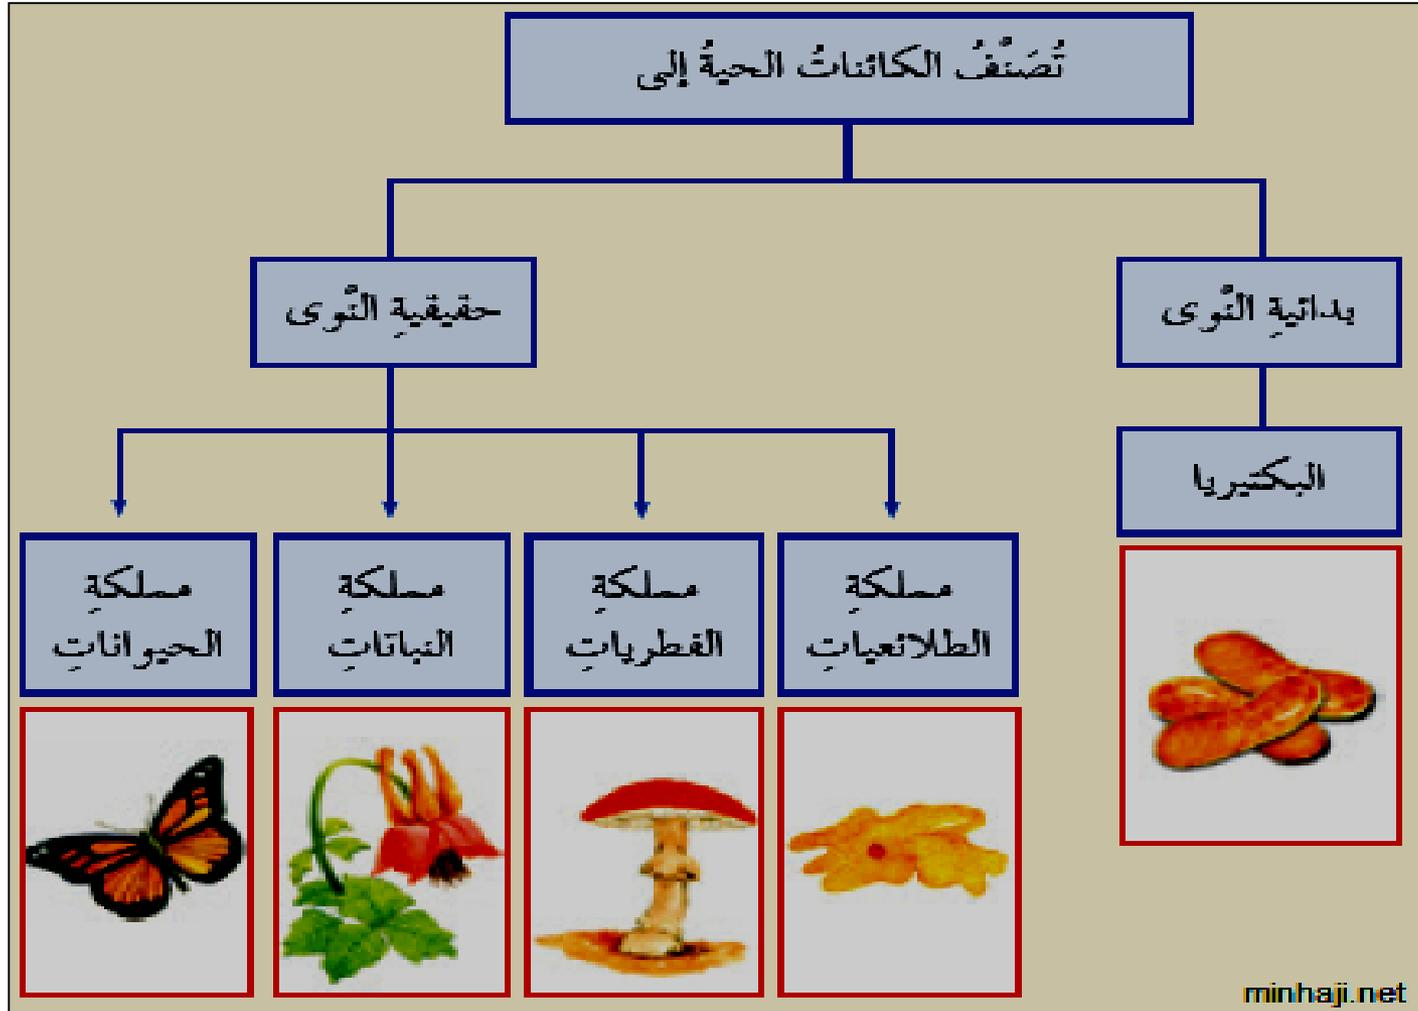 تُصَنَّفُ الكائناتُ الحيةُ إلى
بدائيةِ النَّوى
حقيقيةِ النَّوى
البكتيريا
مملكةِ
الطلائعياتِ
مملكةِ
الفطرياتِ
مملكةِ
النباتاتِ
مملكةِ
الحيواناتِ
minhaji.net